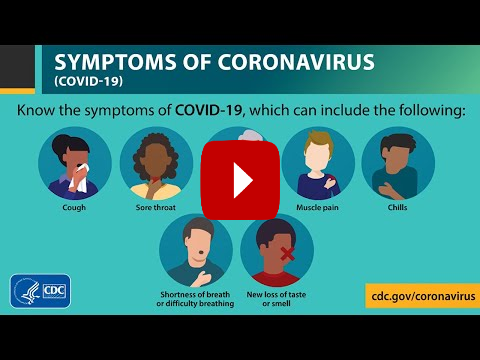 SYMPTOMS OF CORONAVIRUS
(COVID-19)
Know the symptoms of COVID-19, which can include the following:
Cough
Sore throat
Muscle pain
Chills
Shortness of breath
or difficulty breathing
New loss of taste
or smell
CDC
cdc.gov/coronavirus